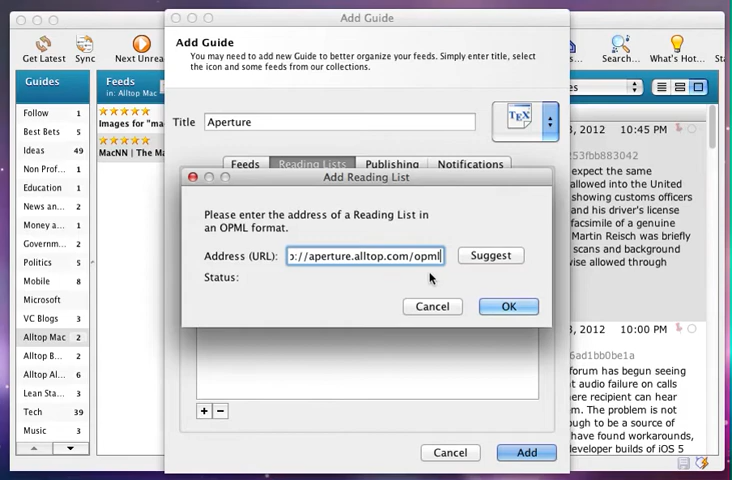 Add Guide
Add Guide
You may need to add new Guide to better organize your feeds. Simply enter title, select
the icon and some feeds from our collections.
Get Latest
Sync
Next Unrea
Search...
What's Hot...
Guides
Feeds
in: Alltop Mac
Follow 1
Best Bets 5
Ideas 49
Non Prof... 1
Education 1
News an... 2
Money a... 1
Governm... 2
Politics 5
Mobile 8
Microsoft
VC Blogs 3
Alltop Mac 2
Alltop B... 2
Alltop Al... 6
Lean Sta... 3
Tech 39
Music 3
Images for "ma
MacNN | The Ma
Title
Aperture
TEX
Feeds
Reading Lists
Publishing
Notifications
Add Reading List
Please enter the address of a Reading List in
an OPML format.
Address (URL):
://aperture.alltop.com/opml
Suggest
Status:
Cancel
OK
+
−
Cancel
Add
3, 2012 10:45 PM
253fbb883042
expect the same
allowed into the United
showing customs officers
and his driver's license
facsimile of a genuine
Martin Reisch was briefly
scans and background
wise allowed through
3, 2012 10:00 PM
6ad1bb0be1a
forum has begun seeing
t audio failure on calls
here recipient can hear
m. The problem is not
ugh to be a source of
have found workarounds,
developer builds of iOS 5